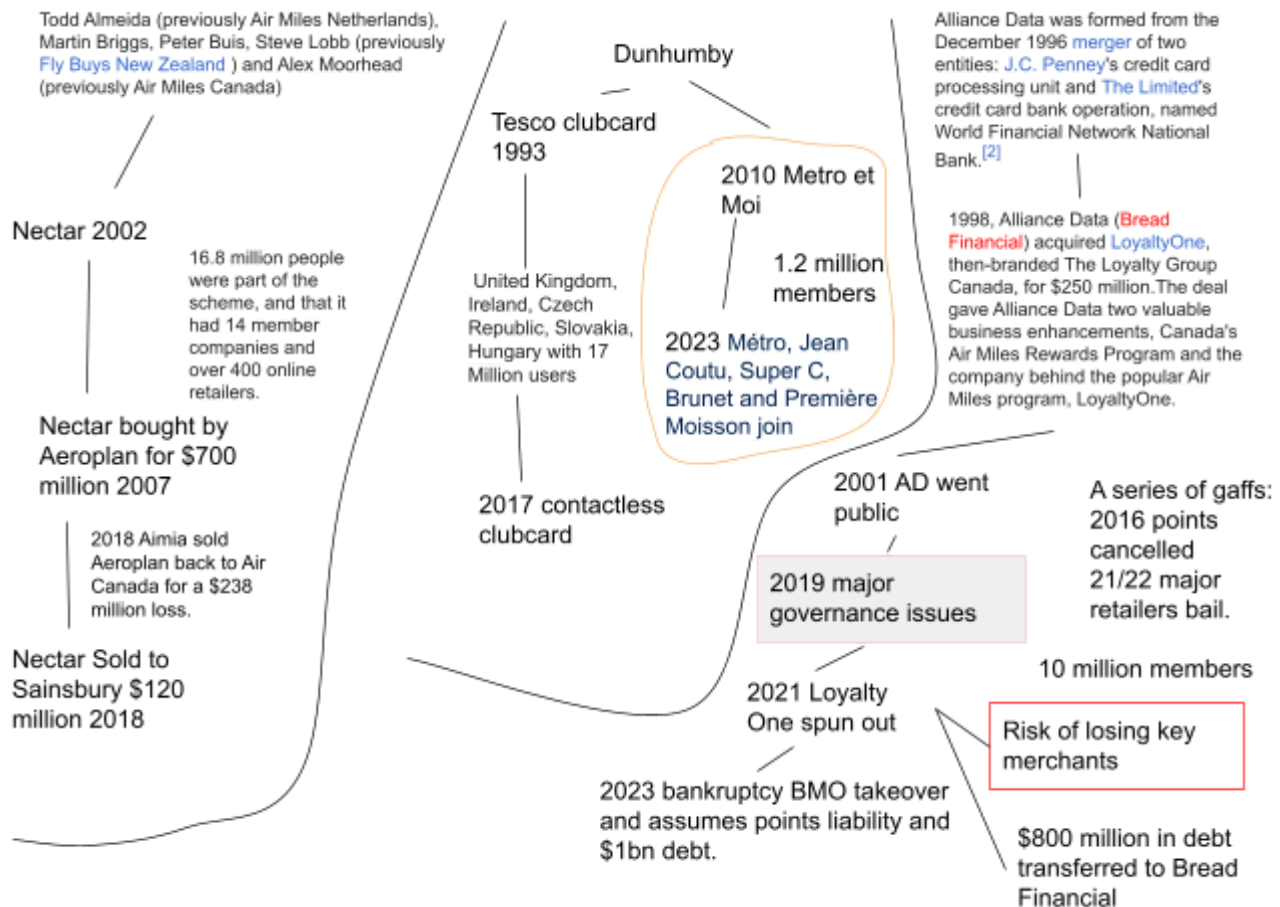 Todd Almeida (previously Air Miles Netherlands),
Martin Briggs, Peter Buis, Steve Lobb (previously
Fly Buys New Zealand ) and Alex Moorhead
(previously Air Miles Canada)
Nectar 2002
16.8 million people
were part of the
scheme, and that it
had 14 member
companies and
over 400 online
retailers.
Nectar bought by
Aeroplan for $700
million 2007
2018 Aimia sold
Aeroplan back to Air
Canada for a $238
million loss.
Nectar Sold to
Sainsbury $120
million 2018
Dunhumby
Tesco clubcard
1993
United Kingdom,
Ireland, Czech
Republic, Slovakia,
Hungary with 17
Million users
2017 contactless
clubcard
2010 Metro et
Moi
1.2 million
members
2023 Métro, Jean
Coutu, Super C,
Brunet and Première
Moisson join
Alliance Data was formed from the
December 1996 merger of two
entities: J.C. Penney's credit card
processing unit and The Limited's
credit card bank operation, named
World Financial Network National
Bank.[2]
1998, Alliance Data (Bread
Financial) acquired LoyaltyOne,
then-branded The Loyalty Group
Canada, for $250 million.The deal
gave Alliance Data two valuable
business enhancements, Canada's
Air Miles Rewards Program and the
company behind the popular Air
Miles program, LoyaltyOne.
2001 AD went
public
A series of gaffs:
2016 points
cancelled
21/22 major
retailers bail.
2019 major
governance issues
10 million members
2021 Loyalty
One spun out
Risk of losing key
merchants
2023 bankruptcy BMO takeover
and assumes points liability and
$1bn debt.
$800 million in debt
transferred to Bread
Financial